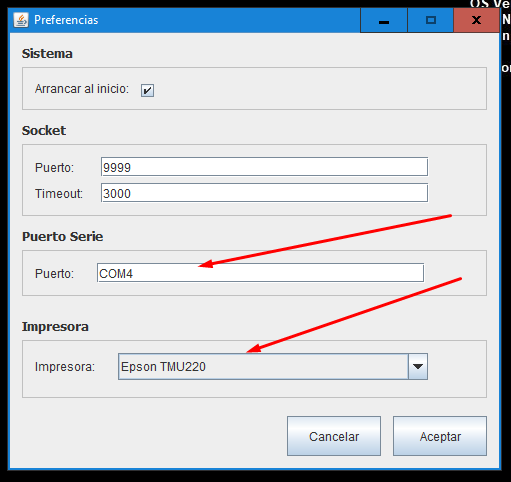 OS Ve
Preferencias
Sistema
Arrancar al inicio:
Socket
Puerto: 9999
Timeout: 3000
Puerto Serie
Puerto: COM4
Impresora
Impresora: Epson TMU220
Cancelar Aceptar